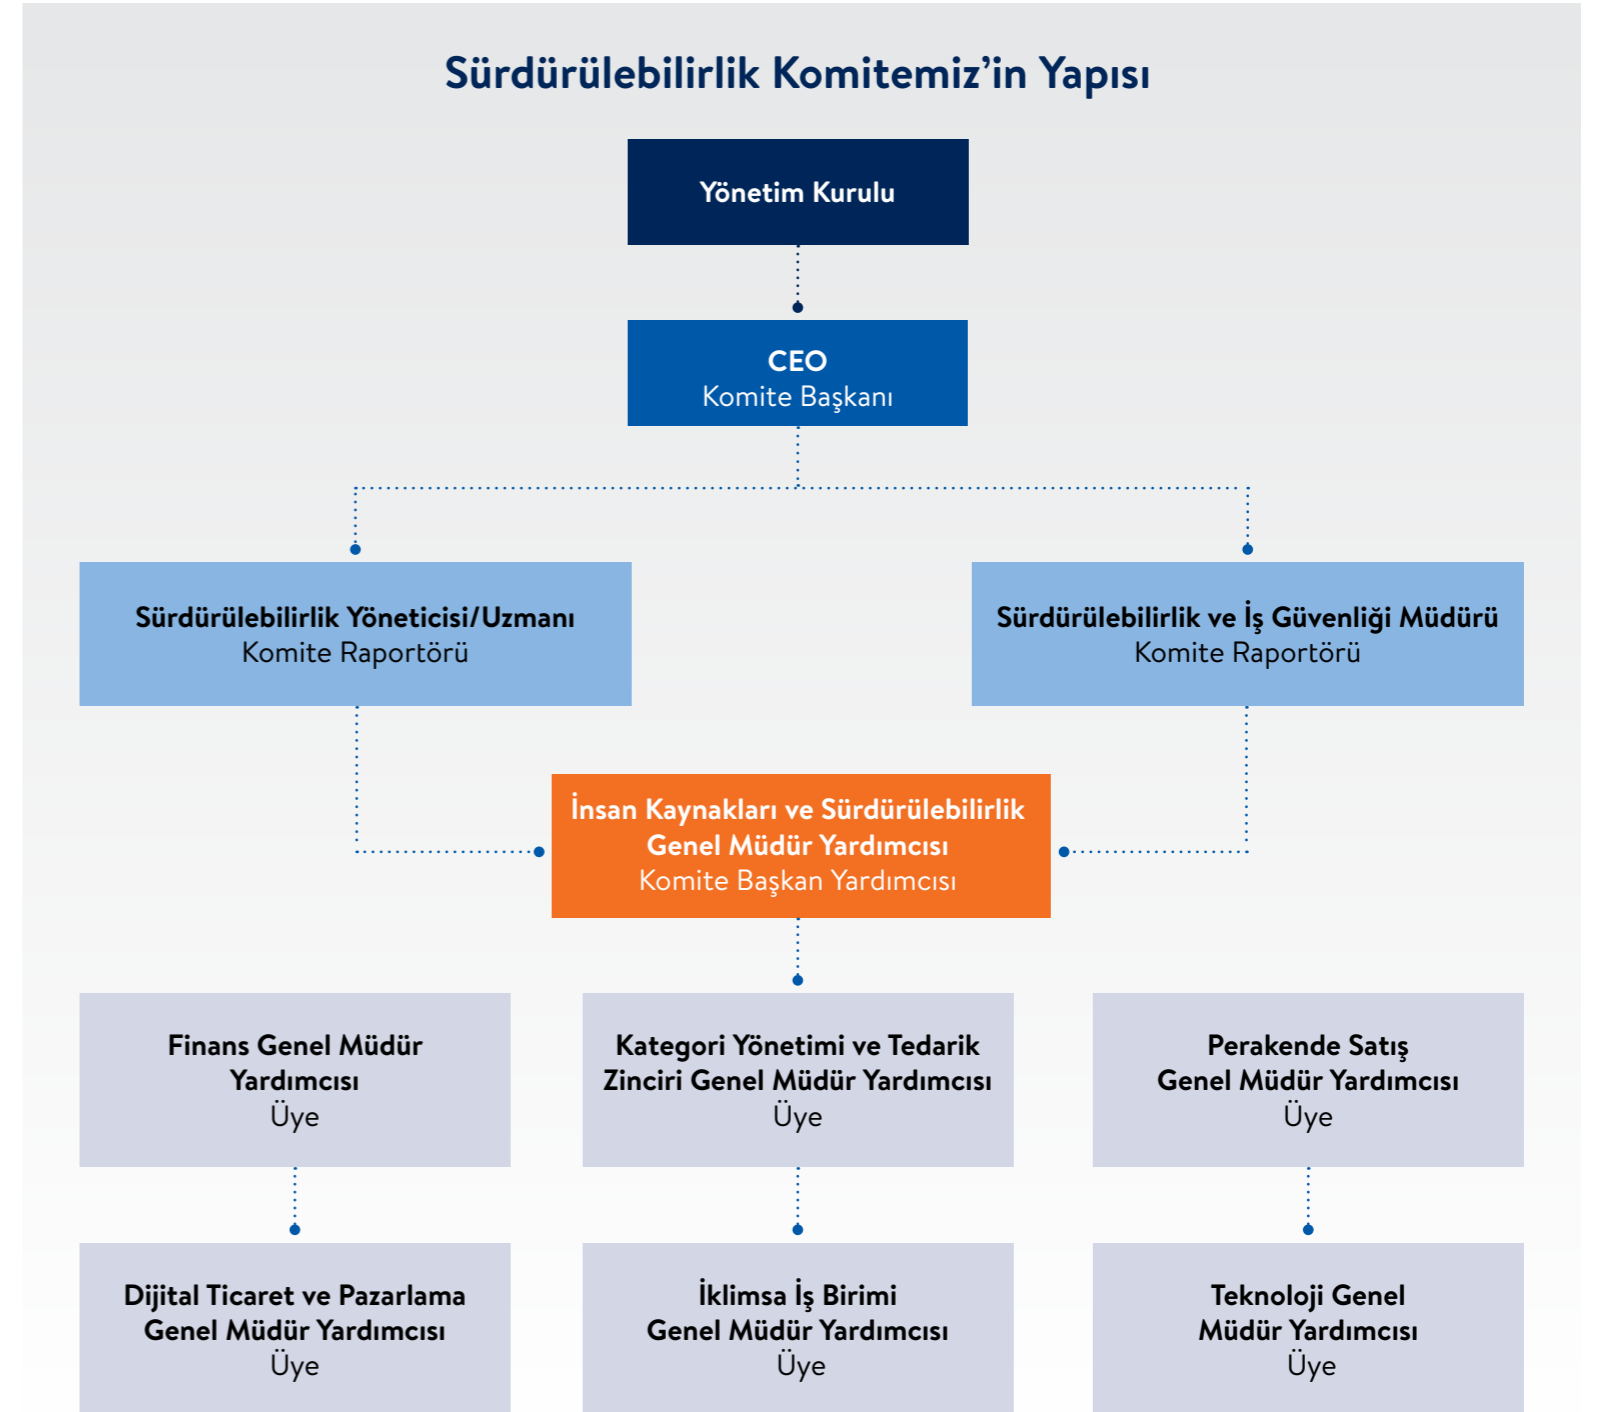 Sürdürülebilirlik Komitemiz’in Yapısı
Yönetim Kurulu
CEO
Komite Başkanı
Sürdürülebilirlik Yöneticisi/Uzmanı
Komite Raportörü
Sürdürülebilirlik ve İş Güvenliği Müdürü
Komite Raportörü
İnsan Kaynakları ve Sürdürülebilirlik
Genel Müdür Yardımcısı
Komite Başkan Yardımcısı
Finans Genel Müdür
Yardımcısı
Üye
Kategori Yönetimi ve Tedarik
Zinciri Genel Müdür Yardımcısı
Üye
Perakende Satış
Genel Müdür Yardımcısı
Üye
Dijital Ticaret ve Pazarlama
Genel Müdür Yardımcısı
Üye
İklimsa İş Birimi
Genel Müdür Yardımcısı
Üye
Teknoloji Genel
Müdür Yardımcısı
Üye